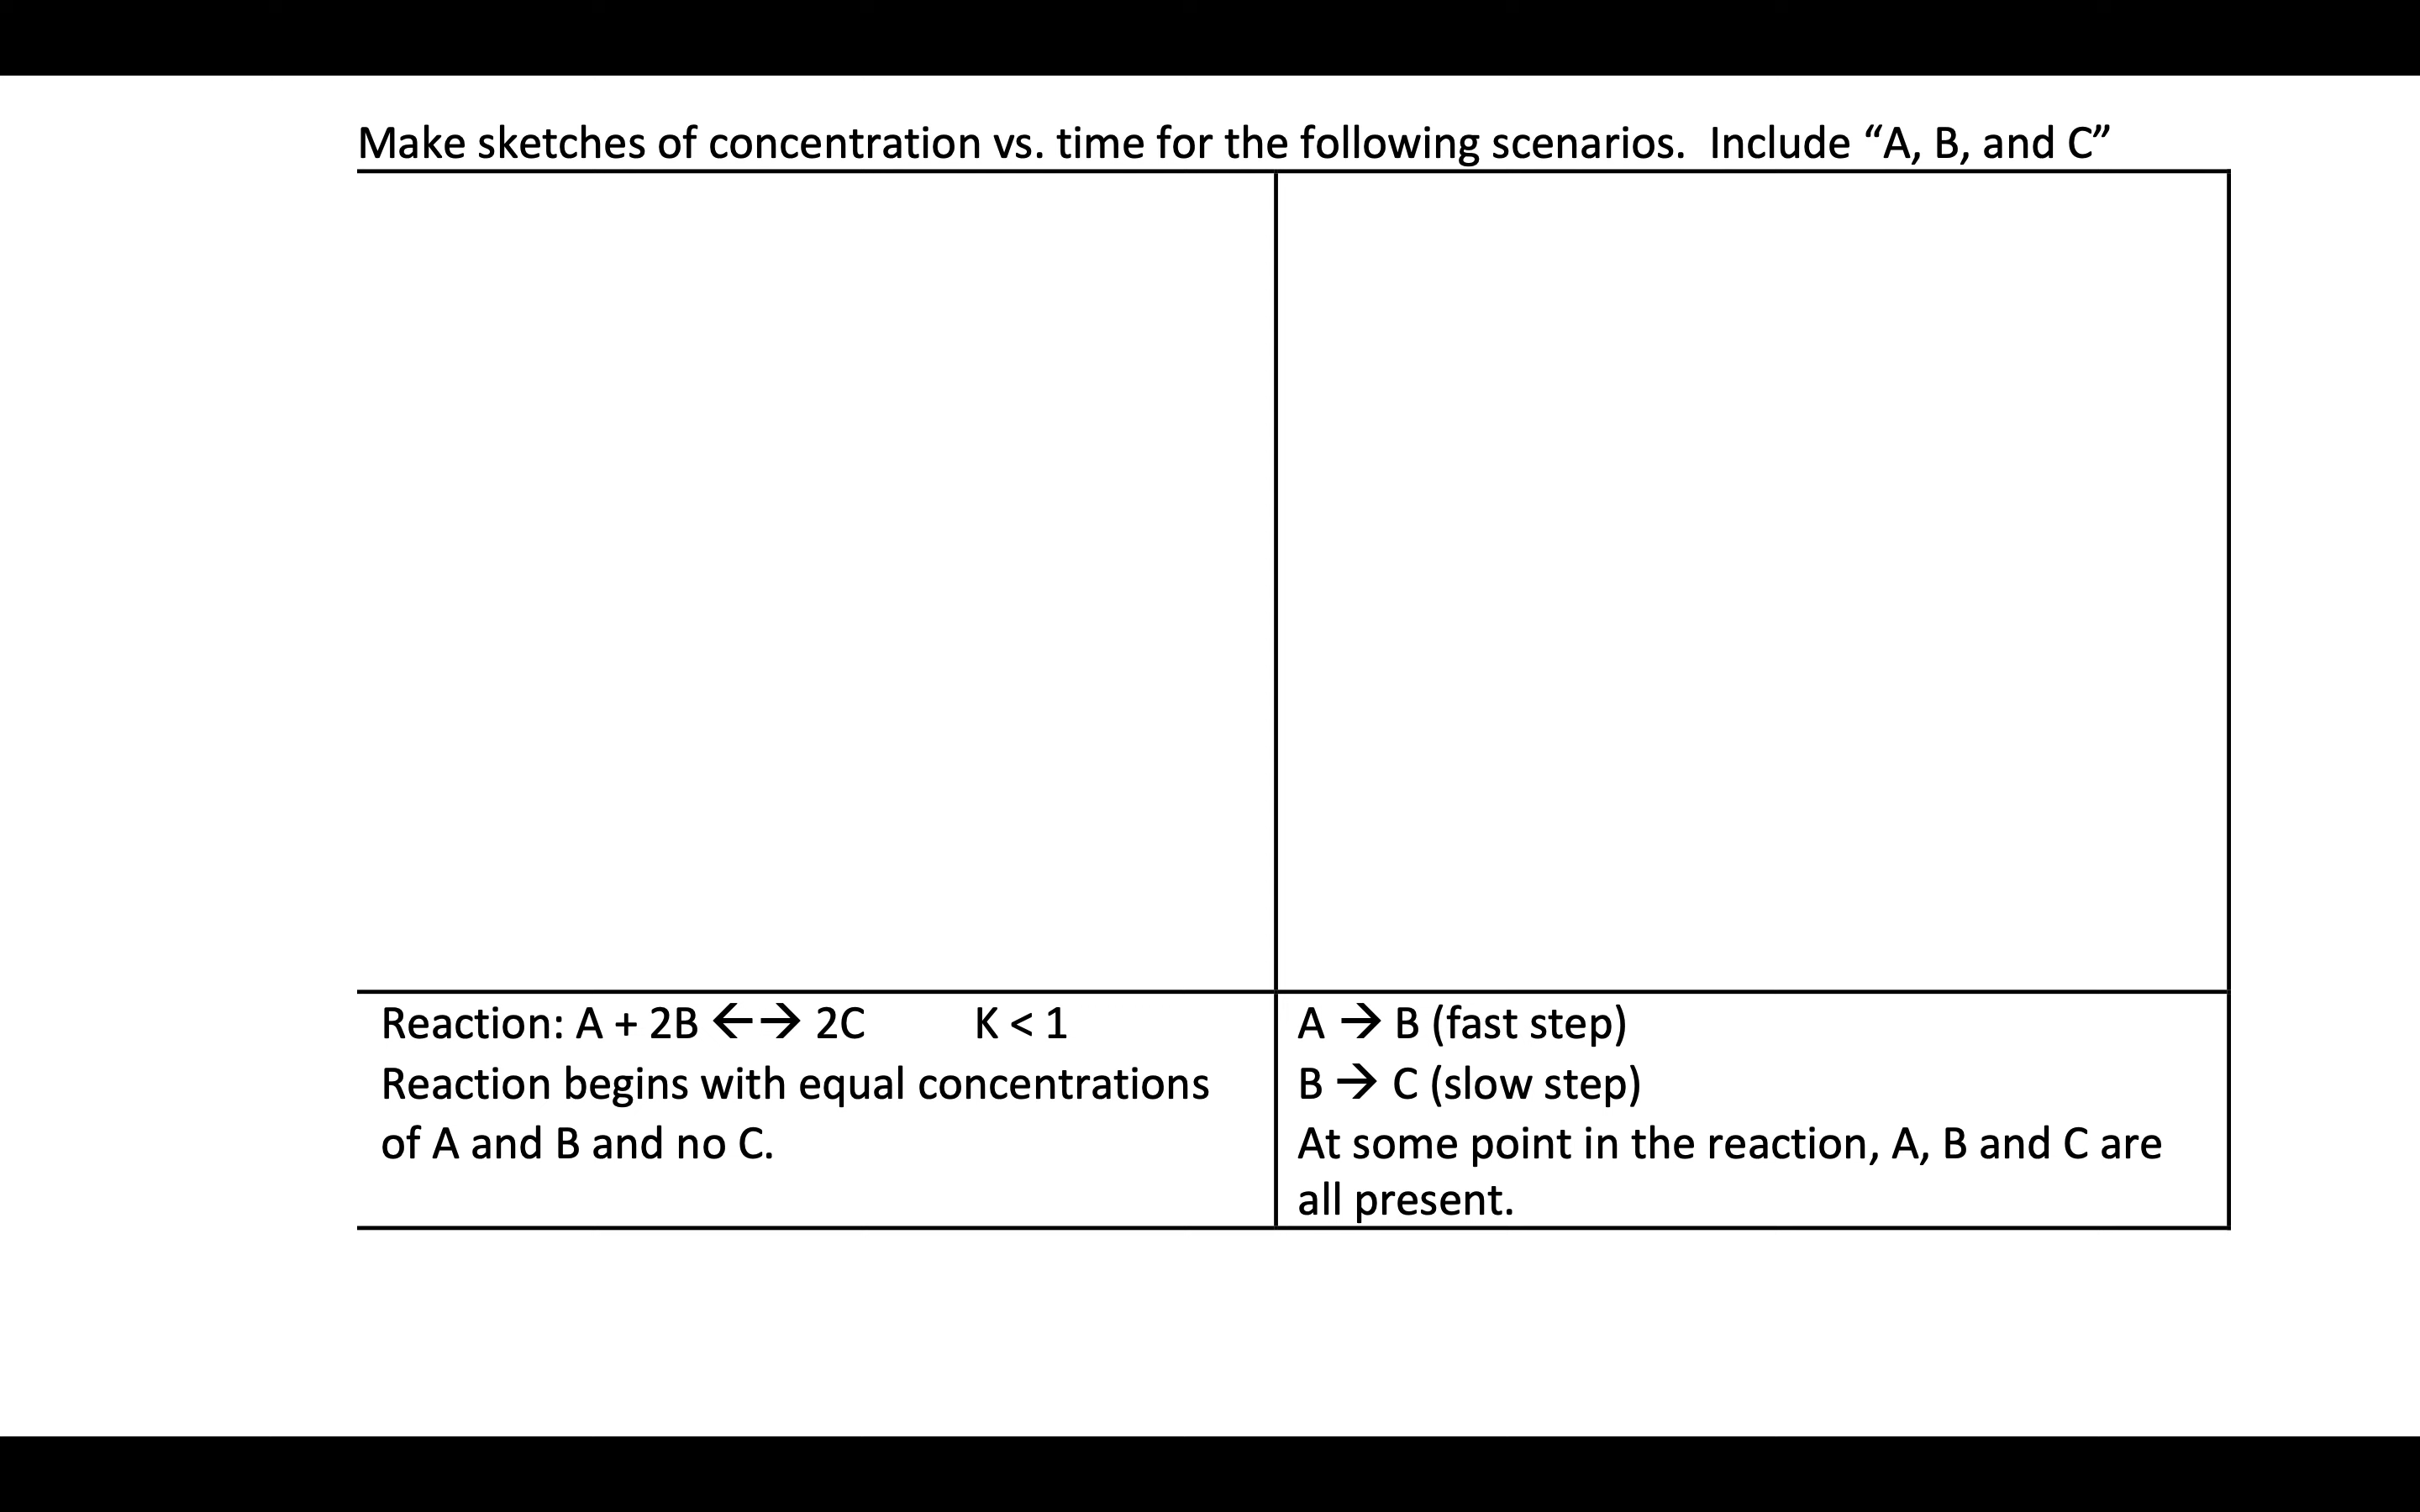 Make sketches of concentration vs. time for the following scenarios.  Include “A, B, and C”
Reaction: A + 2B ←→ 2C    K < 1
Reaction begins with equal concentrations
of A and B and no C.
A → B (fast step)
B → C (slow step)
At some point in the reaction, A, B and C are
all present.